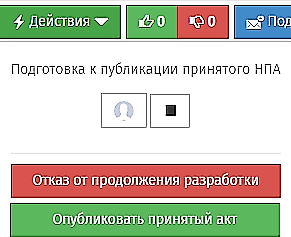 Действия 0 0 Под
Подготовка к публикации принятого НПА
Отказ от продолжения разработки
Опубликовать принятый акт